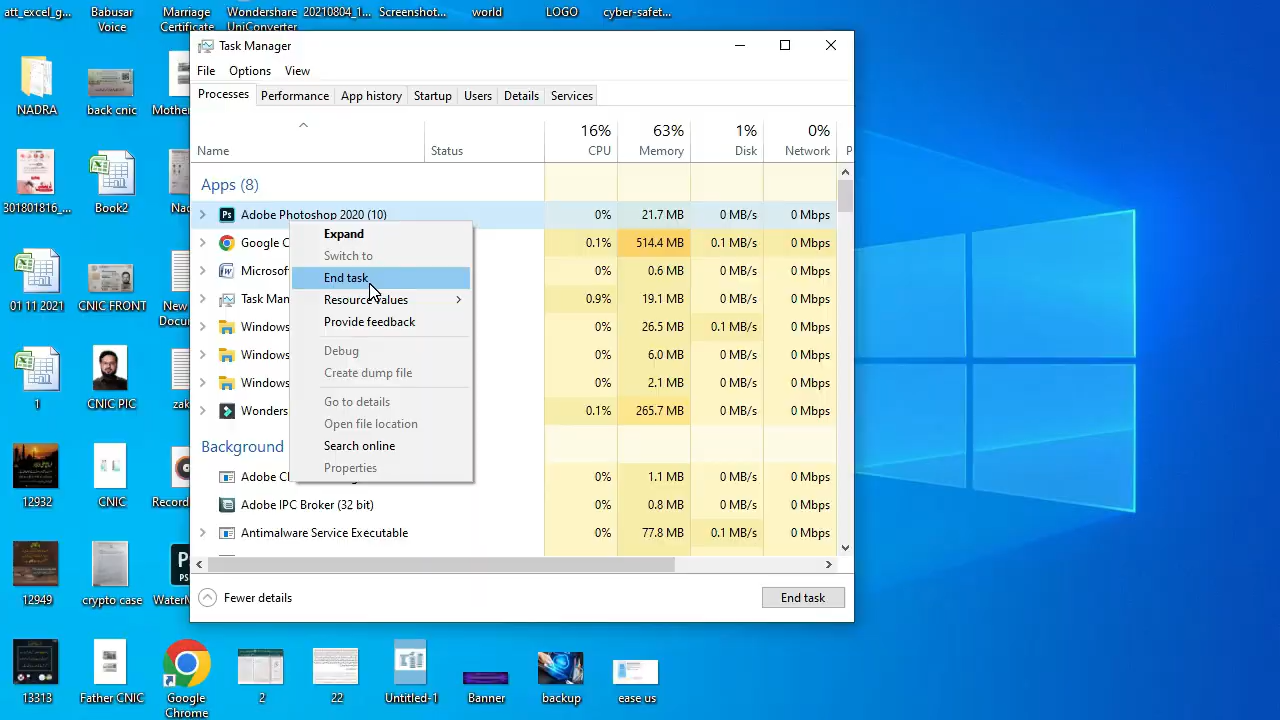 att_excel_g...
Babusar
Voice
Marriage
Certificate
Wondershare
UniConverter
20210804_1...
Screenshot...
world
LOGO
cyber-safet...
NADRA
back cnic
301801816_...
Book2
01 11 2021
CNIC FRONT
New
1
CNIC PIC
12932
CNIC
12949
crypto case
13313
Father CNIC
Google
Chrome
2
22
Untitled-1
Banner
backup
ease us
Task Manager
File
Options
View
Processes
Performance
App history
Startup
Users
Details
Services
16%
63%
1%
0%
Name
Status
CPU
Memory
Disk
Network
P
Apps (8)
Adobe Photoshop 2020 (10)
0%
21.7 MB
0 MB/s
0 Mbps
Google C
0.1%
514.4 MB
0.1 MB/s
0 Mbps
Microsof
0%
0.6 MB
0 MB/s
0 Mbps
Task Man
0.9%
19.1 MB
0 MB/s
0 Mbps
Windows
0%
26.5 MB
0.1 MB/s
0 Mbps
Windows
0%
6.0 MB
0 MB/s
0 Mbps
Windows
0%
2.1 MB
0 MB/s
0 Mbps
Wonders
0.1%
265.7 MB
0 MB/s
0 Mbps
Background
Adobe C
0%
1.1 MB
0 MB/s
0 Mbps
Adobe IPC Broker (32 bit)
0%
0.8 MB
0 MB/s
0 Mbps
Antimalware Service Executable
0%
77.8 MB
0.1 MB/s
0 Mbps
Expand
Switch to
End task
Resource values
Provide feedback
Debug
Create dump file
Go to details
Open file location
Search online
Properties
Fewer details
End task